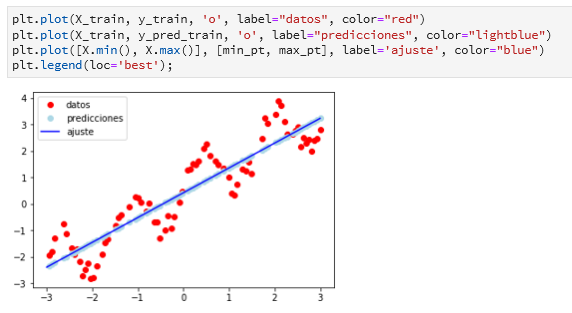 plt.plot(X_train, y_train, 'o', label="datos", color="red")
plt.plot(X_train, y_pred_train, 'o', label="predicciones", color="lightblue")
plt.plot([X.min(), X.max()], [min_pt, max_pt], label='ajuste', color="blue")
plt.legend(loc='best');
datos
predicciones
ajuste
4
3
2
1
0
−1
−2
−3
−3 −2 −1 0 1 2 3